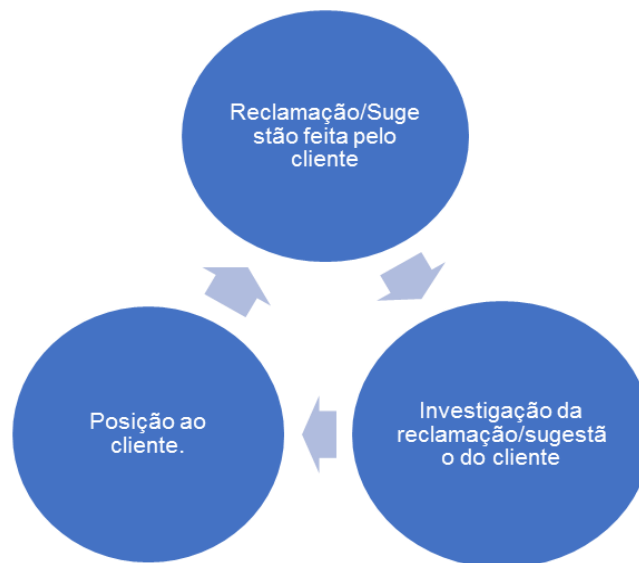 Reclamação/Suge
stão feita pelo
cliente
Investigação da
reclamação/sugestã
o do cliente
Posição ao
cliente.